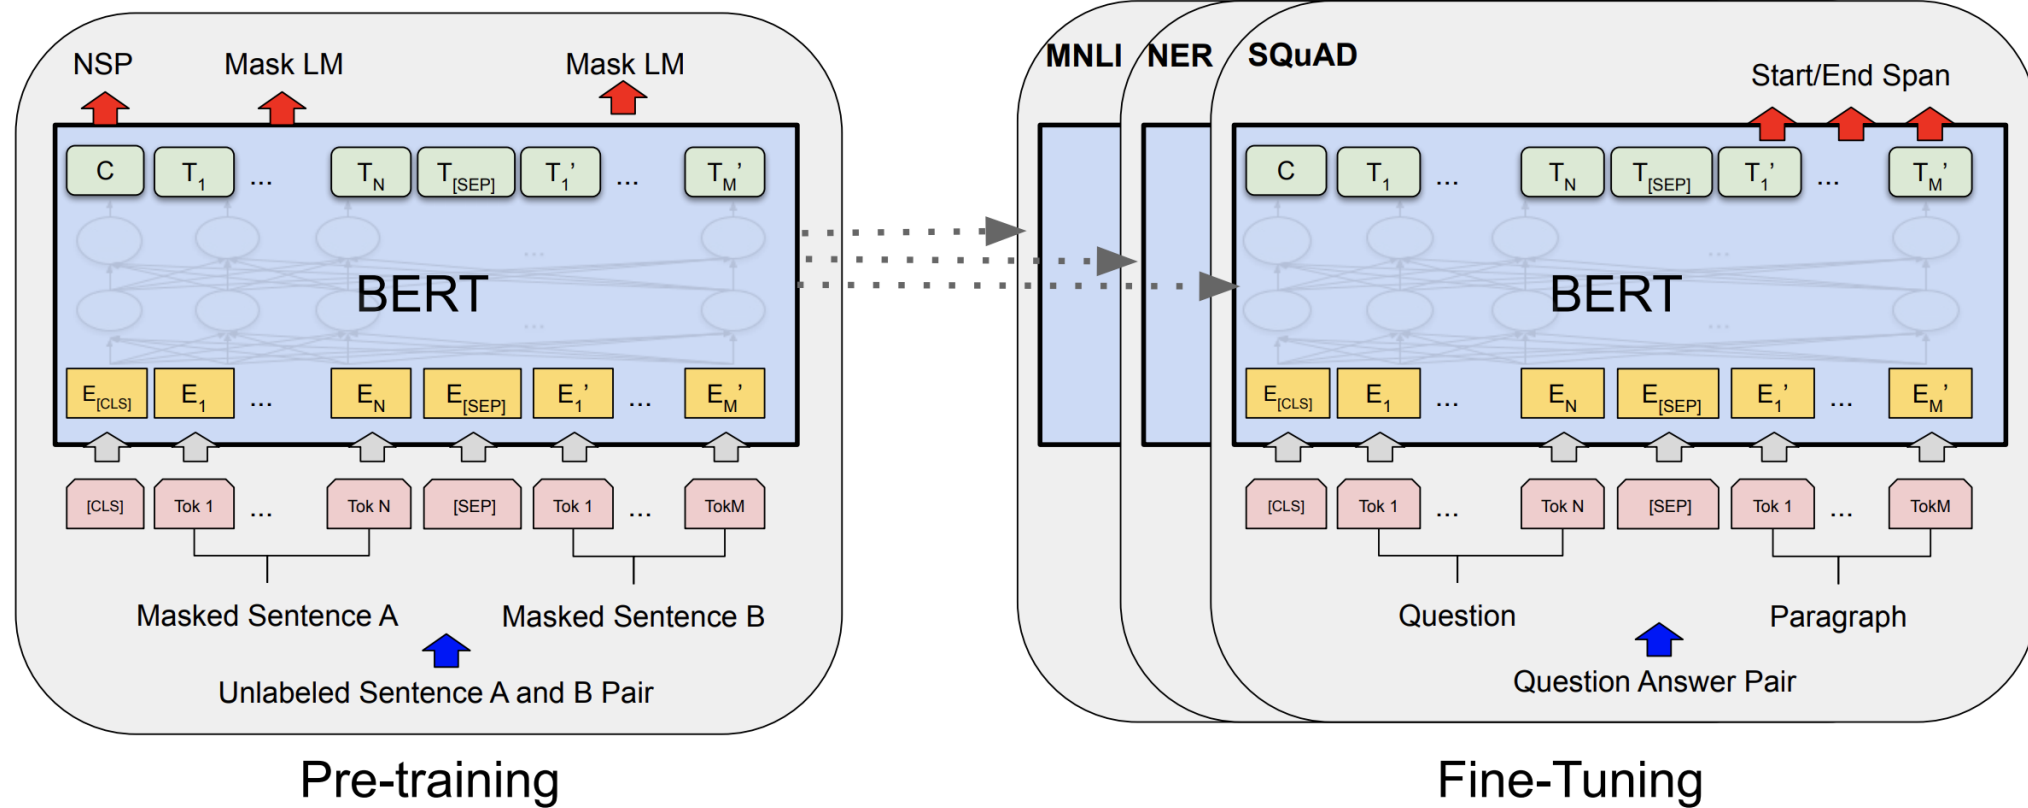 NSP Mask LM Mask LM
C T1 ... TN T[SEP] T1' ... TM'
...
BERT
...
E[CLS] E1 ... EN E[SEP] E1' ... EM'
[CLS] Tok 1 ... Tok N [SEP] Tok 1 ... TokM
Masked Sentence A Masked Sentence B
Unlabeled Sentence A and B Pair
Pre-training
MNLI NER SQuAD
Start/End Span
C T1 ... TN T[SEP] T1' ... TM'
...
BERT
...
E[CLS] E1 ... EN E[SEP] E1' ... EM'
[CLS] Tok 1 ... Tok N [SEP] Tok 1 ... TokM
Question Paragraph
Question Answer Pair
Fine-Tuning